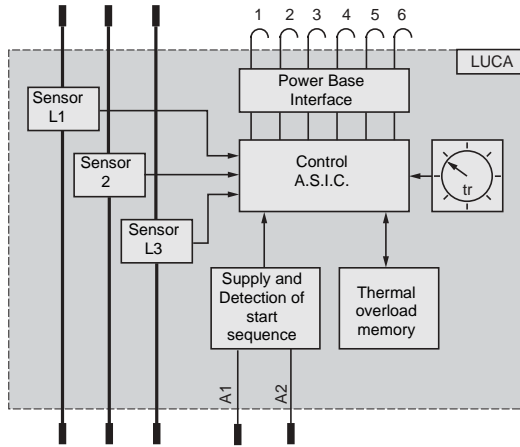 1 2 3 4 5 6
LUCA
Power Base
Interface
Sensor
L1
Control
A.S.I.C.
Sensor
2
tr
Sensor
L3
Supply and
Detection of
start
sequence
Thermal
overload
memory
A1
A2